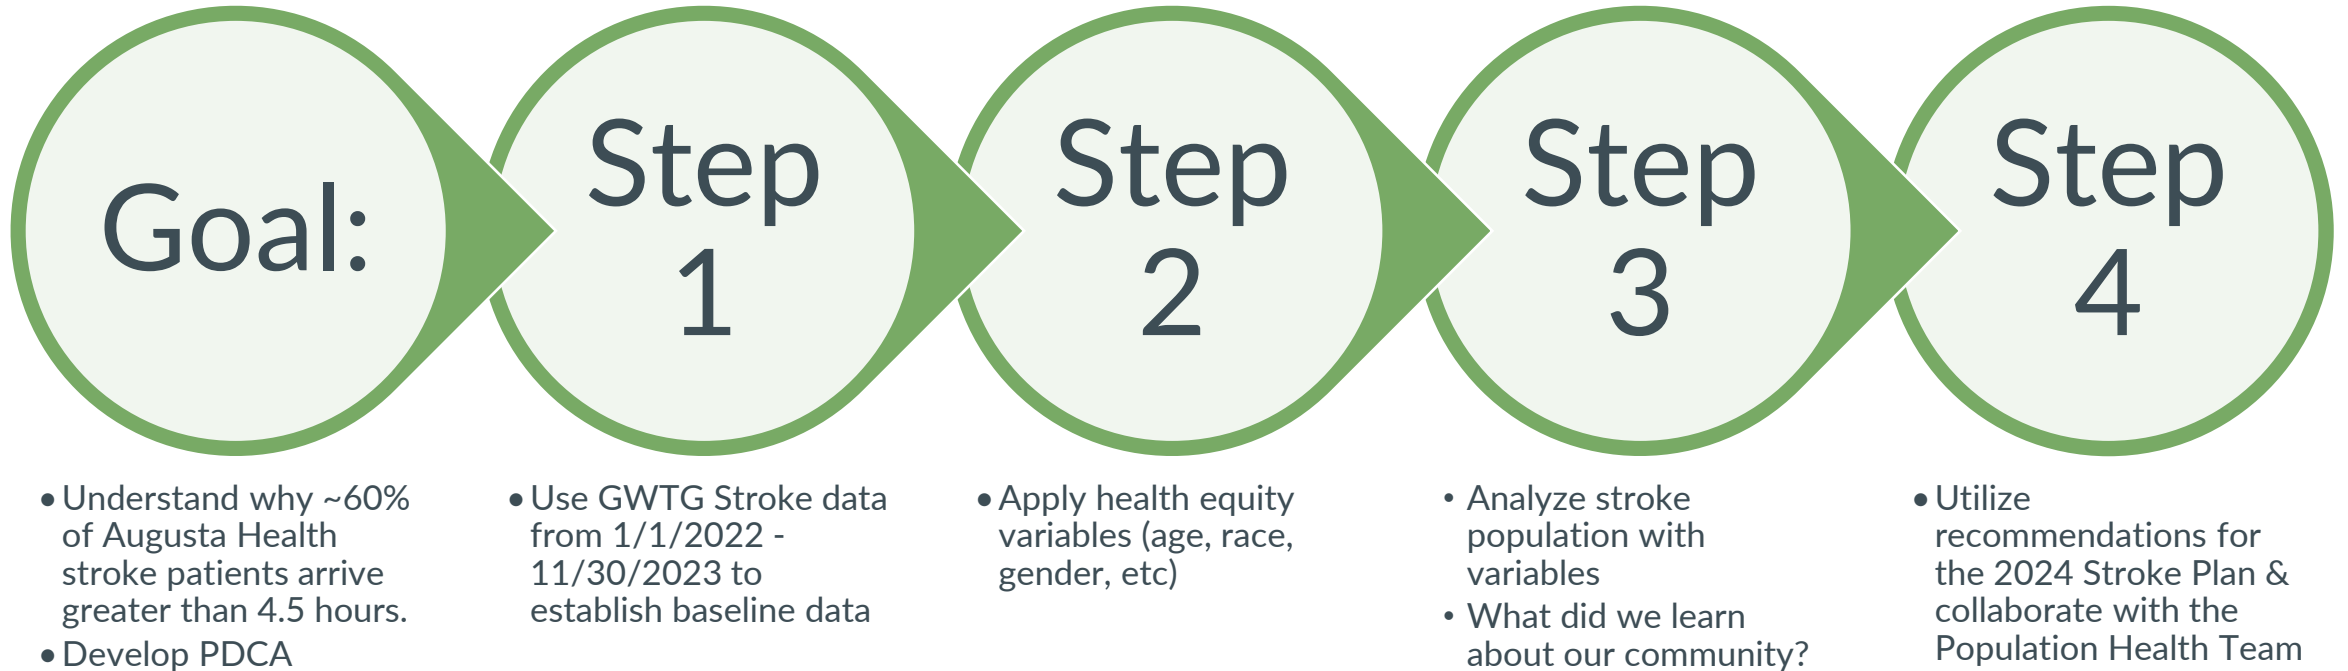 Goal:
• Understand why ~60%
of Augusta Health
stroke patients arrive
greater than 4.5 hours.
• Develop PDCA
Step
1
• Use GWTG Stroke data
from 1/1/2022 -
11/30/2023 to
establish baseline data
Step
2
• Apply health equity
variables (age, race,
gender, etc)
Step
3
• Analyze stroke
population with
variables
• What did we learn
about our community?
Step
4
• Utilize
recommendations for
the 2024 Stroke Plan &
collaborate with the
Population Health Team